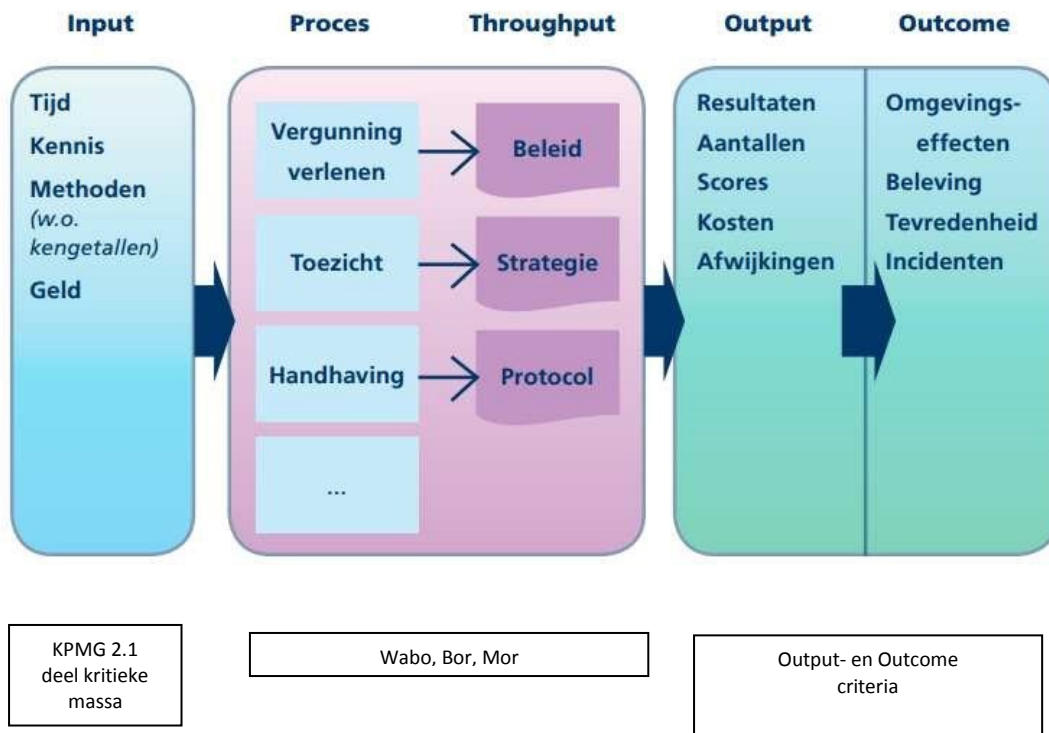 Input
Proces
Throughput
Output
Outcome
Tijd
Kennis
Methoden
(w.o.
kengetallen)
Geld
Vergunning
verlenen
Beleid
Toezicht
Strategie
Handhaving
Protocol
...
Resultaten
Aantallen
Scores
Kosten
Afwijkingen
Omgevings-
effecten
Beleving
Tevredenheid
Incidenten
KPMG 2.1
deel kritieke
massa
Wabo, Bor, Mor
Output- en Outcome
criteria